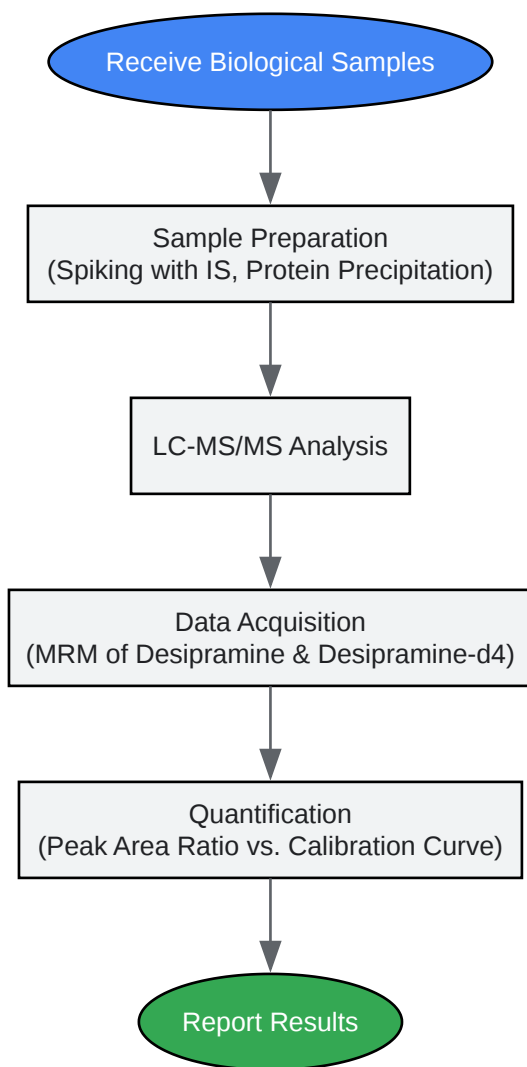 Receive Biological Samples
Sample Preparation
(Spiking with IS, Protein Precipitation)
LC-MS/MS Analysis
Data Acquisition
(MRM of Desipramine & Desipramine-d4)
Quantification
(Peak Area Ratio vs. Calibration Curve)
Report Results